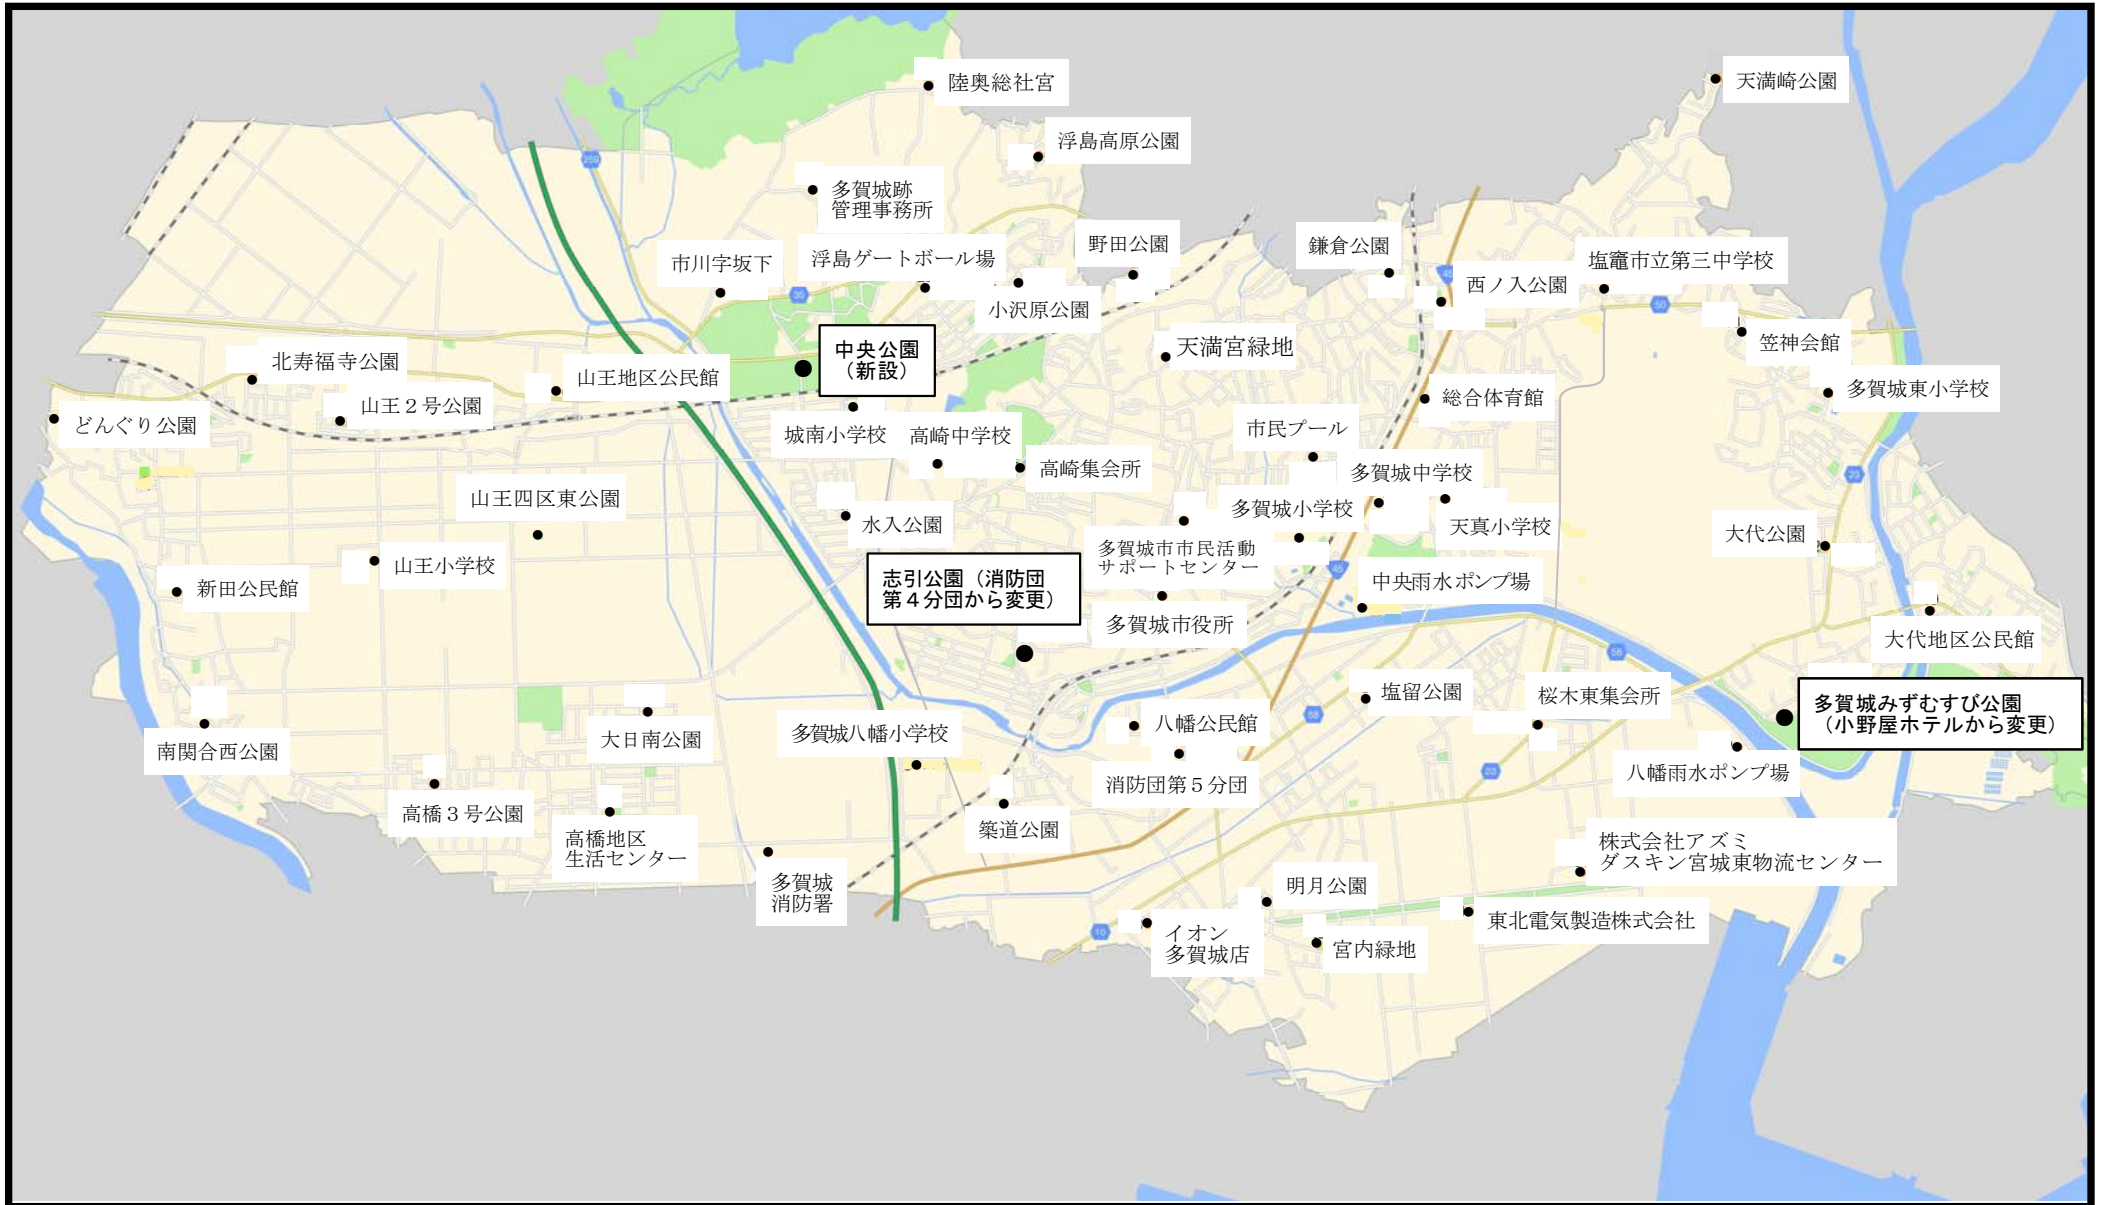 陸奥総社宮
天満崎公園
浮島高原公園
多賀城跡
管理事務所
野田公園
鎌倉公園
市川字坂下
浮島ゲートボール場
塩竈市立第三中学校
西ノ入公園
小沢原公園
259
35
45
50
中央公園
（新設）
天満宮緑地
笠神会館
北寿福寺公園
山王地区公民館
山王２号公園
総合体育館
多賀城東小学校
どんぐり公園
城南小学校
高崎中学校
市民プール
高崎集会所
多賀城中学校
23
山王四区東公園
水入公園
多賀城小学校
天真小学校
大代公園
多賀城市市民活動
サポートセンター
山王小学校
新田公民館
志引公園（消防団
第４分団から変更）
45
中央雨水ポンプ場
多賀城市役所
大代地区公民館
58
塩留公園
桜木東集会所
多賀城みずむすび公園
（小野屋ホテルから変更）
58
八幡公民館
多賀城八幡小学校
大日南公園
南関合西公園
消防団第５分団
23
八幡雨水ポンプ場
高橋３号公園
築道公園
高橋地区
生活センター
株式会社アズミ
ダスキン宮城東物流センター
多賀城
消防署
明月公園
東北電気製造株式会社
10
イオン
多賀城店
宮内緑地